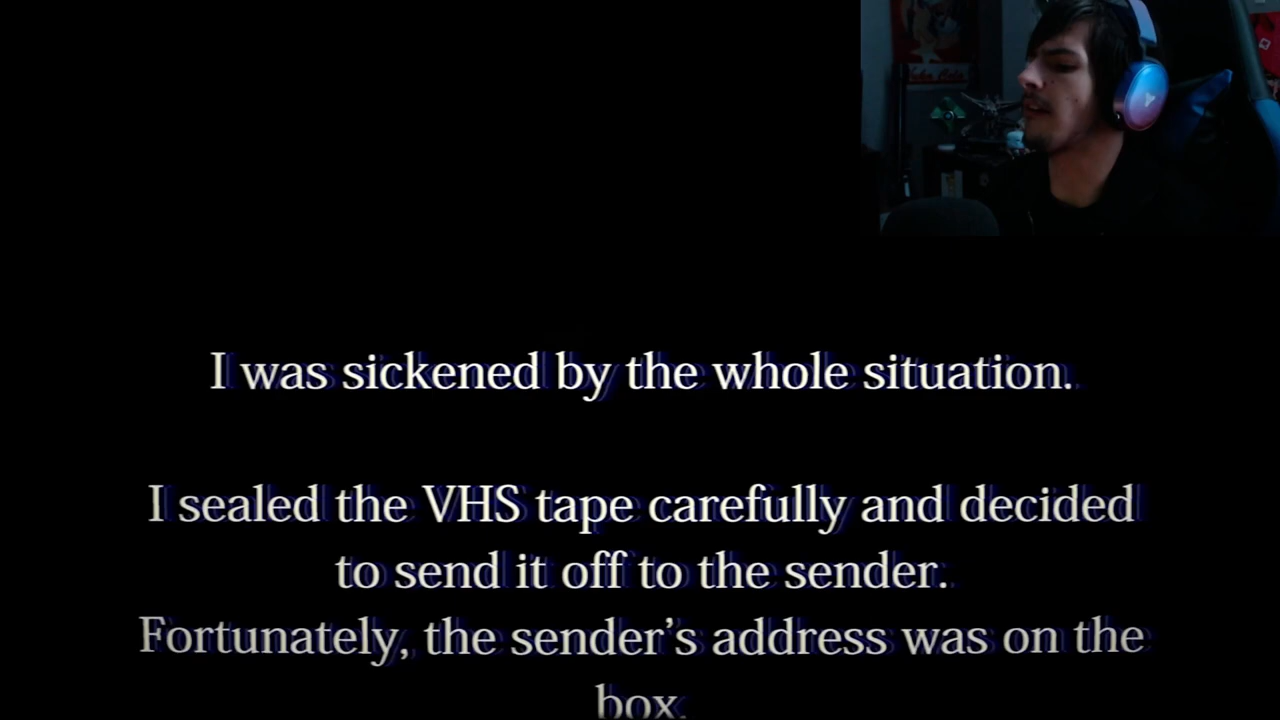 I was sickened by the whole situation.
I sealed the VHS tape carefully and decided
to send it off to the sender.
Fortunately, the sender's address was on the
box.